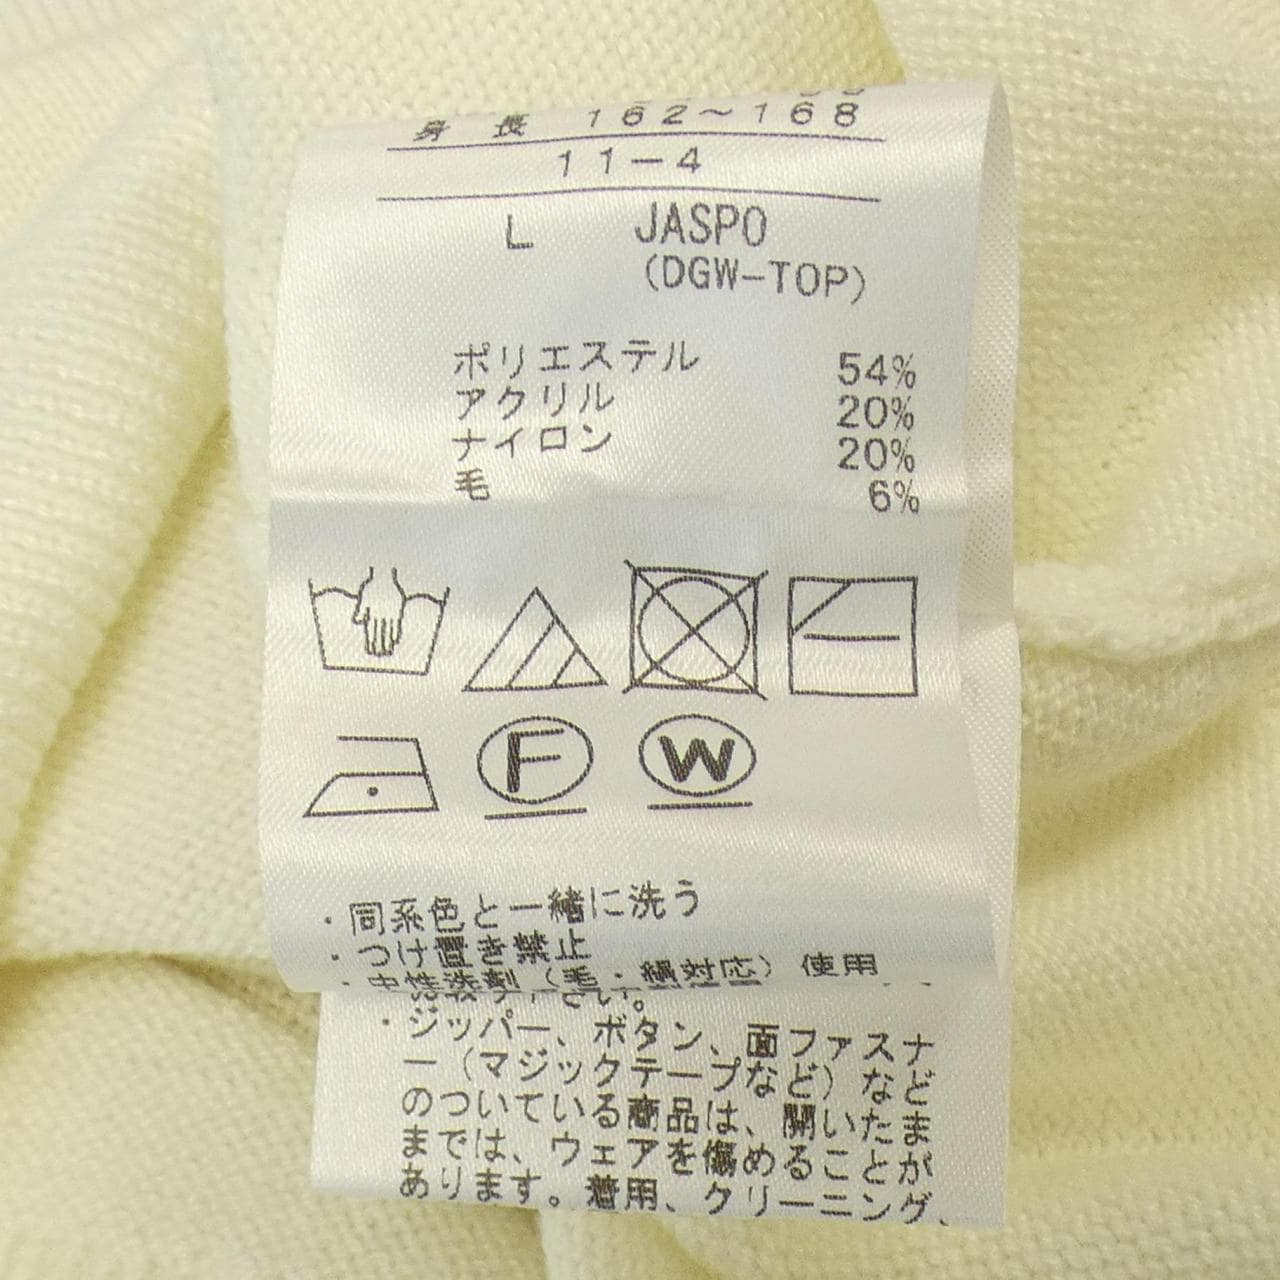 身 長 162〜168
11-4
L JASPO
(DGW-TOP)
ポリエステル 54%
アクリル 20%
ナイロン 20%
毛 6%
F W
・同系色と一緒に洗う
・つけ置き禁止
・中性洗剤(毛・絹対応)使用
さい。
・ジッパー、ボタン、面ファスナ
ー(マジックテープなど)など
のついている商品は、開いたま
までは、ウェアを傷めることが
あります。着用、クリーニング、